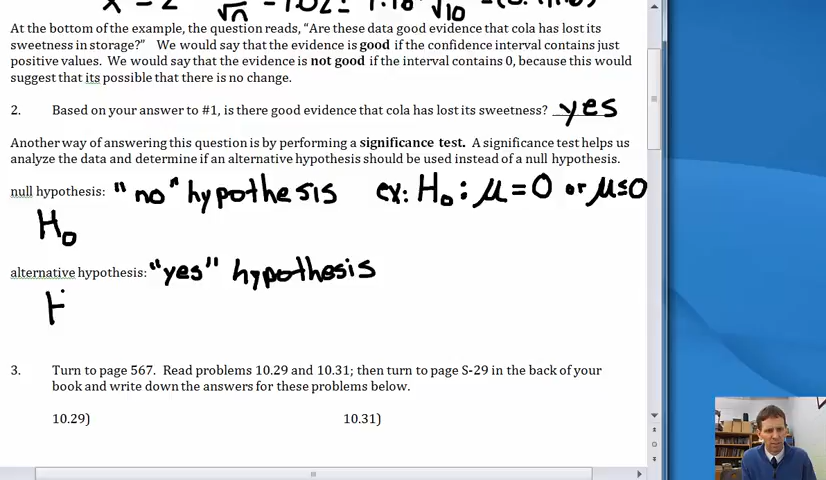 At the bottom of the example, the question reads, "Are these data good evidence that cola has lost its
sweetness in storage?" We would say that the evidence is good if the confidence interval contains just
positive values. We would say that the evidence is not good if the interval contains 0, because this would
suggest that its possible that there is no change.
2. Based on your answer to #1, is there good evidence that cola has lost its sweetness? yes
Another way of answering this question is by performing a significance test. A significance test helps us
analyze the data and determine if an alternative hypothesis should be used instead of a null hypothesis.
null hypothesis: "no" hypothesis ex: H₀: μ=0 or μ≤0
H₀
alternative hypothesis: "yes" hypothesis
3. Turn to page 567. Read problems 10.29 and 10.31; then turn to page S-29 in the back of your
book and write down the answers for these problems below.
10.29) 10.31)